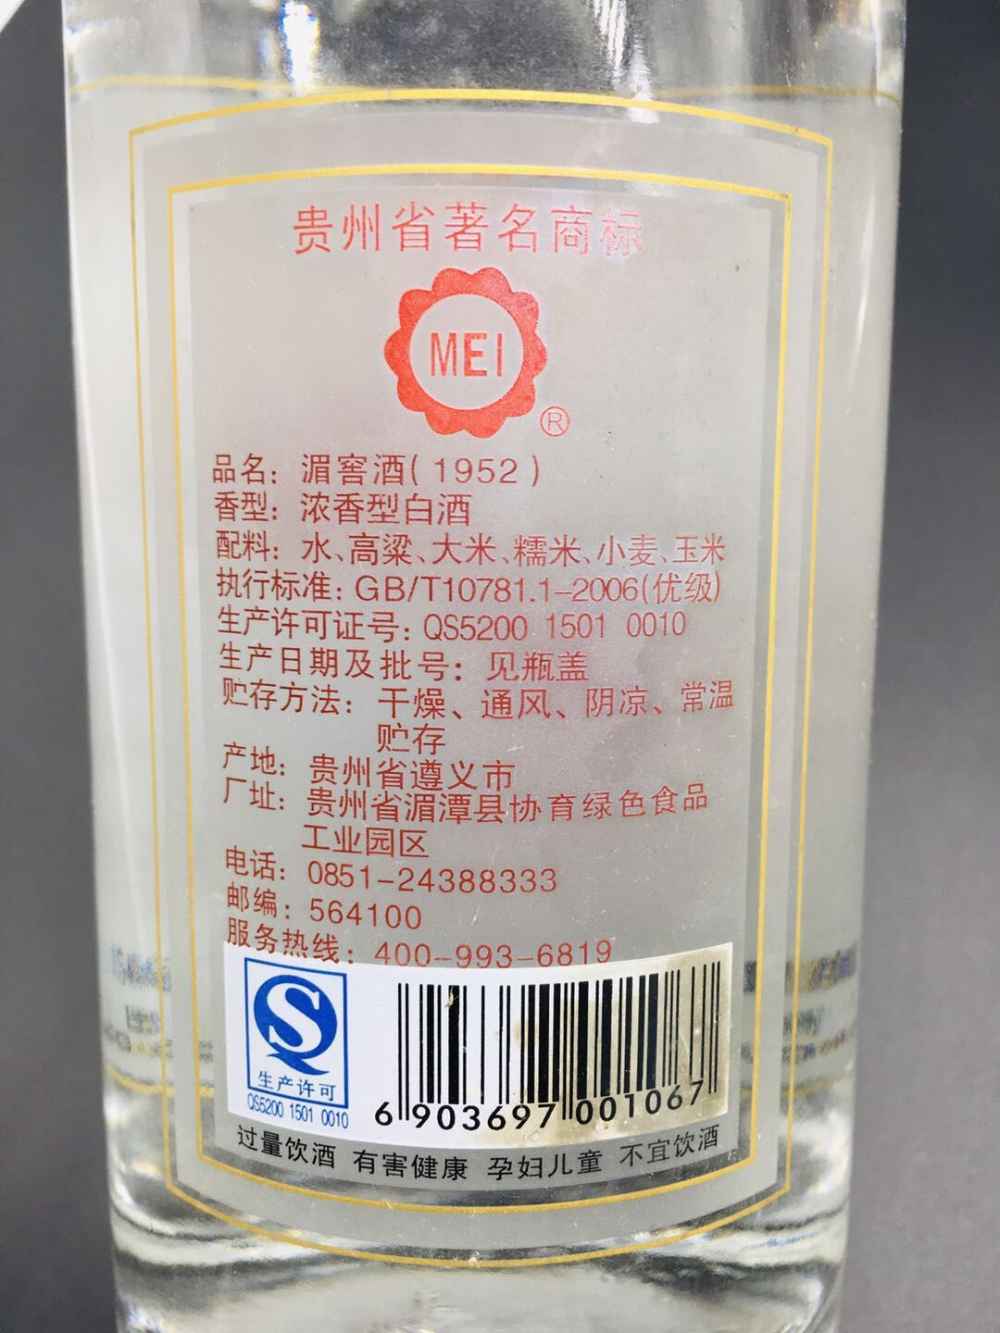 贵州省著名商标
MEI
®
品名：湄窖酒(1952)
香型：浓香型白酒
配料：水、高粱、大米、糯米、小麦、玉米
执行标准：GB/T10781.1-2006(优级)
生产许可证号：QS5200 1501 0010
生产日期及批号：见瓶盖
贮存方法：干燥、通风、阴凉、常温
贮存
产地：贵州省遵义市
厂址：贵州省湄潭县协育绿色食品
工业园区
电话：0851-24388333
邮编：564100
服务热线：400-993-6819
生产许可
QS5200 1501 0010
6 903697 001067
过量饮酒 有害健康 孕妇儿童 不宜饮酒